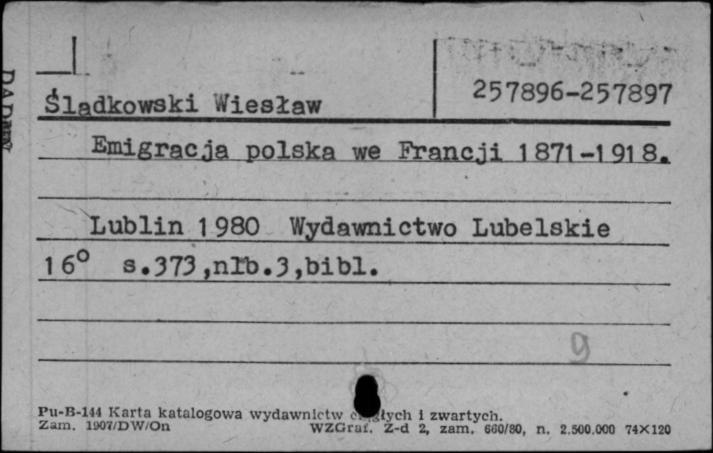 257896-257897
Śladkowski Wiesław
Emigracja polska we Francji 1871-1918.
Lublin 1980 Wydawnictwo Lubelskie
16° s.373,nlb.3,bibl.
9
Pu-B-144 Karta katalogowa wydawnictw i zwartych.
Zam. 1907/DW/On WZGraf. Z-d 2, zam. 660/80, n. 2.500.000 74×120